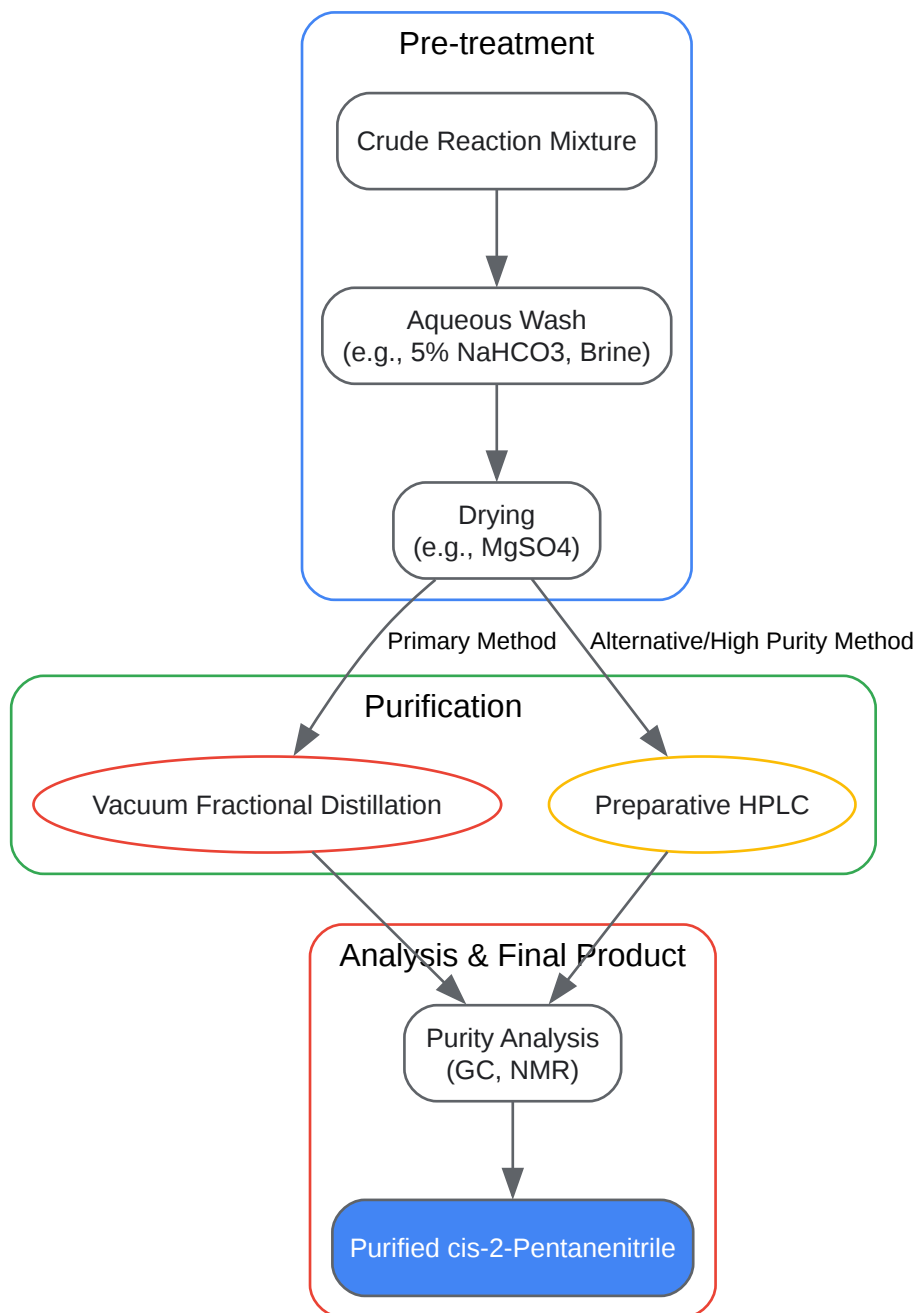 Pre-treatment
Crude Reaction Mixture
Aqueous Wash
(e.g., 5% NaHCO3, Brine)
Drying
(e.g., MgSO4)
Primary Method
Alternative/High Purity Method
Purification
Vacuum Fractional Distillation
Preparative HPLC
Analysis & Final Product
Purity Analysis
(GC, NMR)
Purified cis-2-Pentanenitrile